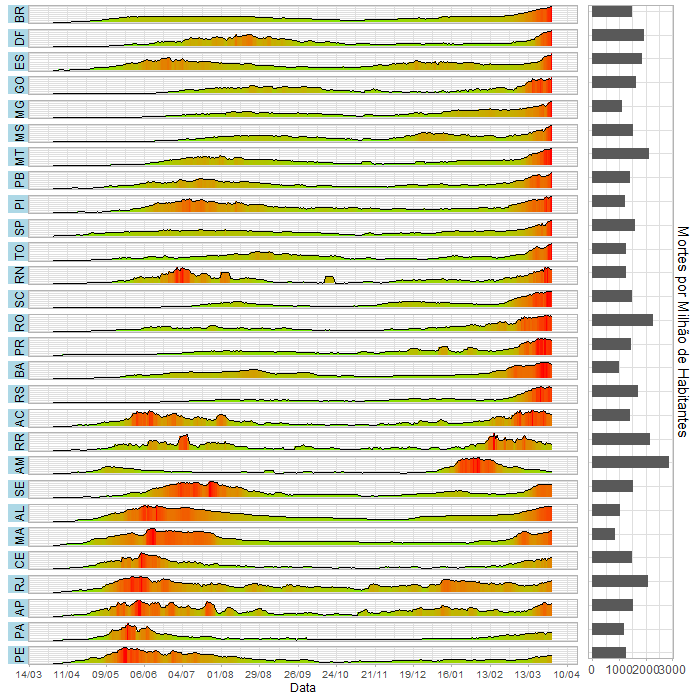 BR
DF
ES
GO
MG
MS
MT
PB
PI
SP
TO
RN
SC
RO
PR
BA
RS
AC
RR
AM
SE
AL
MA
CE
RJ
AP
PA
PE
14/03 11/04 09/05 06/06 04/07 01/08 29/08 26/09 24/10 21/11 19/12 16/01 13/02 13/03 10/04
Data
0 1000 2000 3000
Mortes por Milhão de Habitantes